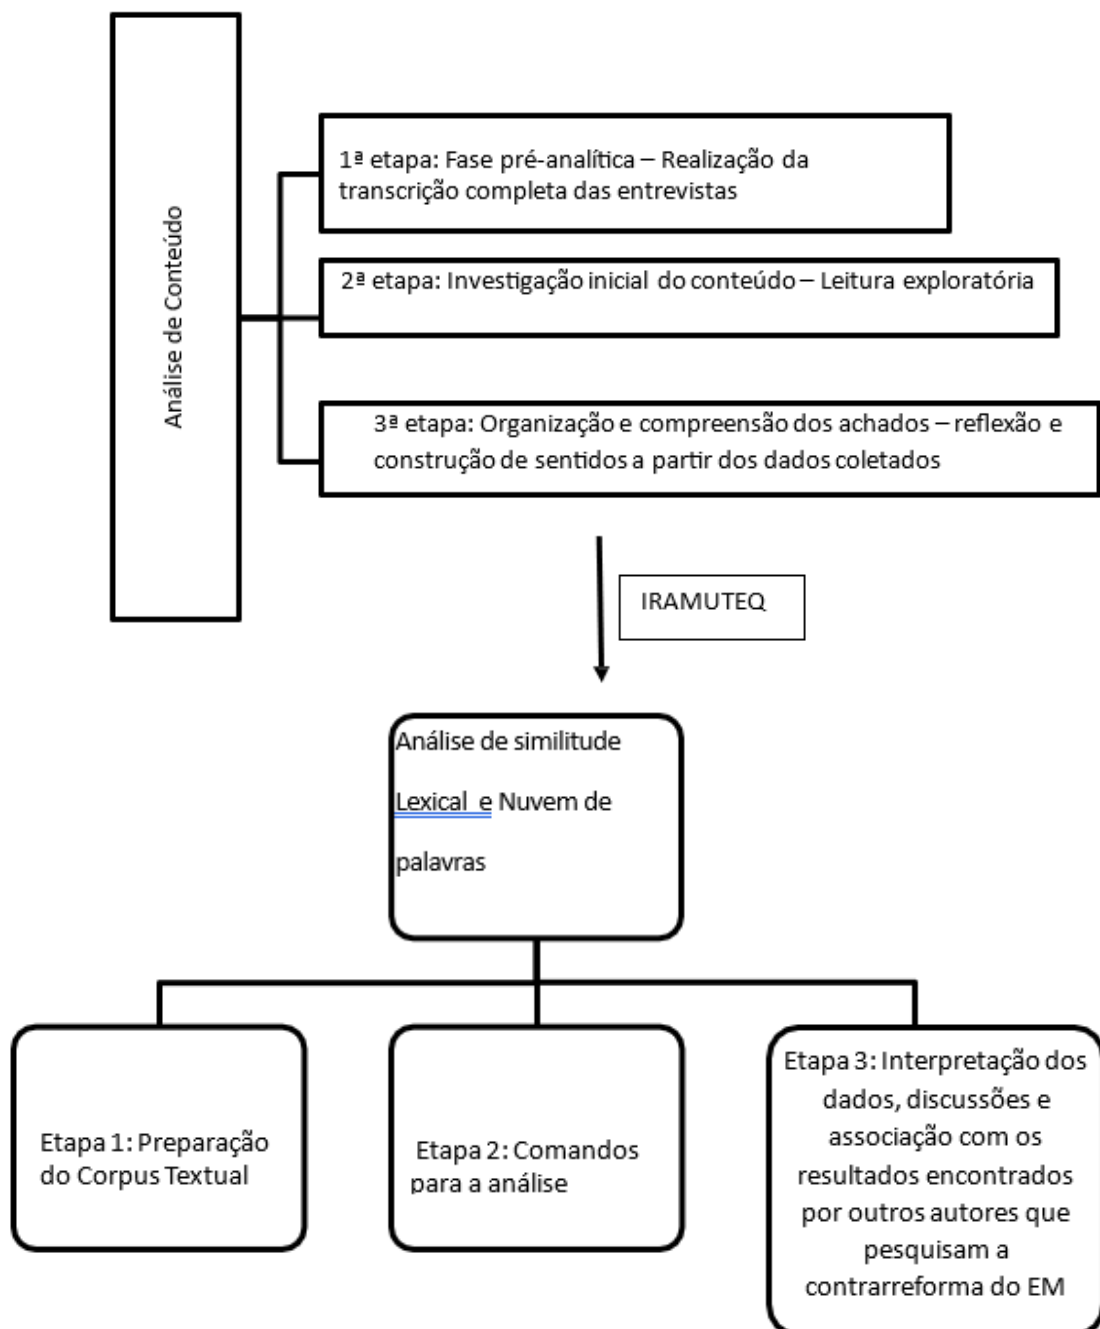 Análise de Conteúdo
1ª etapa: Fase pré-analítica – Realização da
transcrição completa das entrevistas
2ª etapa: Investigação inicial do conteúdo – Leitura exploratória
3ª etapa: Organização e compreensão dos achados – reflexão e
construção de sentidos a partir dos dados coletados
IRAMUTEQ
Análise de similitude
Lexical e Nuvem de
palavras
Etapa 1: Preparação
do Corpus Textual
Etapa 2: Comandos
para a análise
Etapa 3: Interpretação dos
dados, discussões e
associação com os
resultados encontrados
por outros autores que
pesquisam a
contrarreforma do EM